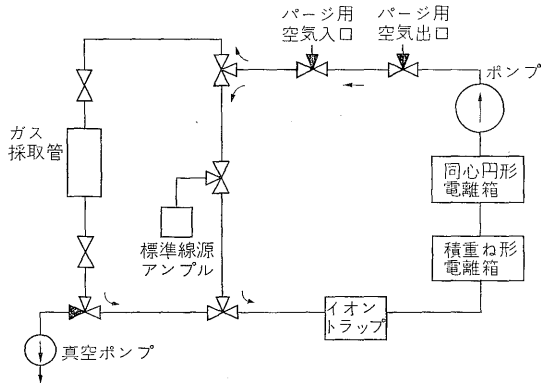 パージ用
空気入口
パージ用
空気出口
ポンプ
ガス
採取管
同心円形
電離箱
標準線源
アンプル
積重ね形
電離箱
イオン
トラップ
真空ポンプ